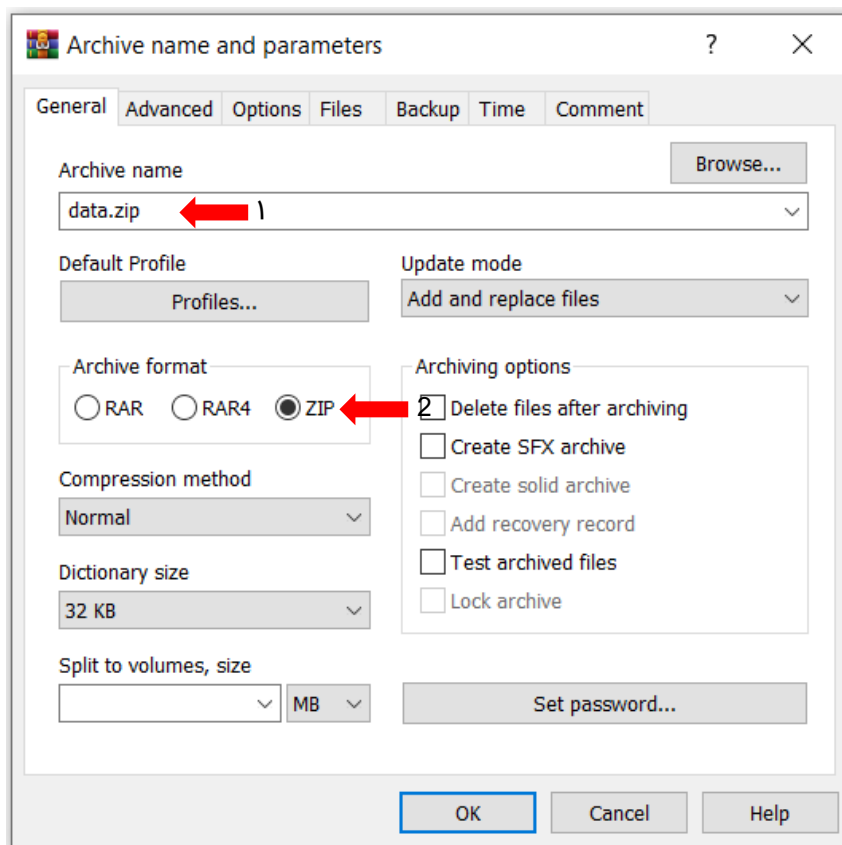 Archive name and parameters
?
General Advanced Options Files Backup Time Comment
Archive name
Browse...
data.zip ١
Default Profile
Update mode
Profiles...
Add and replace files
Archive format
Archiving options
RAR RAR4 ZIP 2
Delete files after archiving
Create SFX archive
Compression method
Create solid archive
Normal
Add recovery record
Test archived files
Dictionary size
32 KB
Lock archive
Split to volumes, size
MB
Set password...
OK Cancel Help